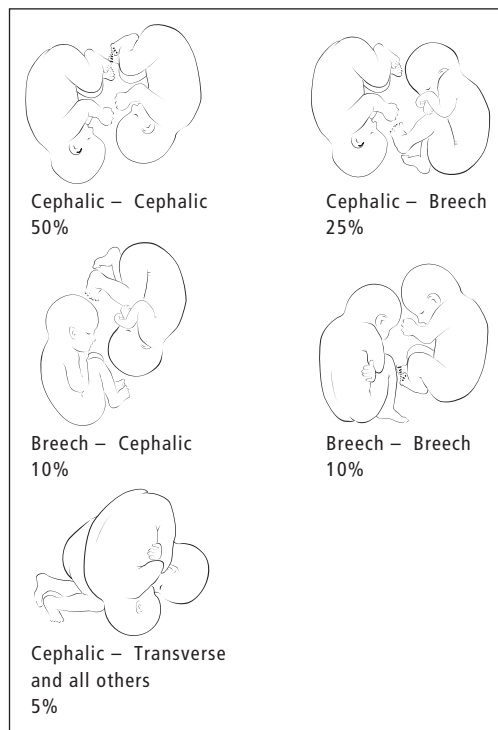 Cephalic – Cephalic
50%
Cephalic – Breech
25%
Breech – Cephalic
10%
Breech – Breech
10%
Cephalic – Transverse
and all others
5%